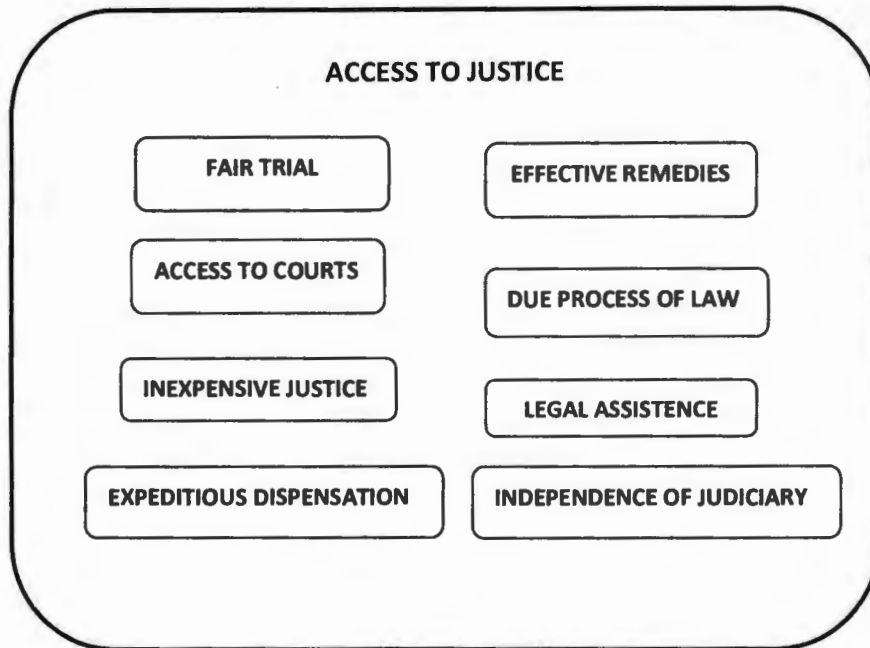 ACCESS TO JUSTICE
FAIR TRIAL
EFFECTIVE REMEDIES
ACCESS TO COURTS
DUE PROCESS OF LAW
INEXPENSIVE JUSTICE
LEGAL ASSISTENCE
EXPEDITIOUS DISPENSATION
INDEPENDENCE OF JUDICIARY